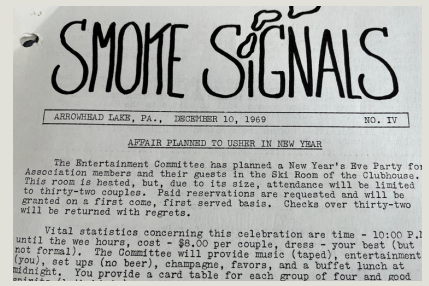 SMOKE SiGNALS
ARROWHEAD LAKE, PA., DECEMBER 10, 1969 NO. IV
AFFAIR PLANNED TO USHER IN NEW YEAR
The Entertainment Committee has planned a New Year's Eve Party for
Association members and their guests in the Ski Room of the Clubhouse.
This room is heated, but, due to its size, attendance will be limited
to thirty-two couples. Paid reservations are requested and will be
granted on a first come, first served basis. Checks over thirty-two
will be returned with regrets.
Vital statistics concerning this celebration are time - 10:00 P.
until the wee hours, cost - $8.00 per couple, dress - your best (but
not formal). The Committee will provide music (taped), entertainment
(you), set ups (no beer), champagne, favors, and a buffet lunch at
midnight. You provide a card table for each group of four and good